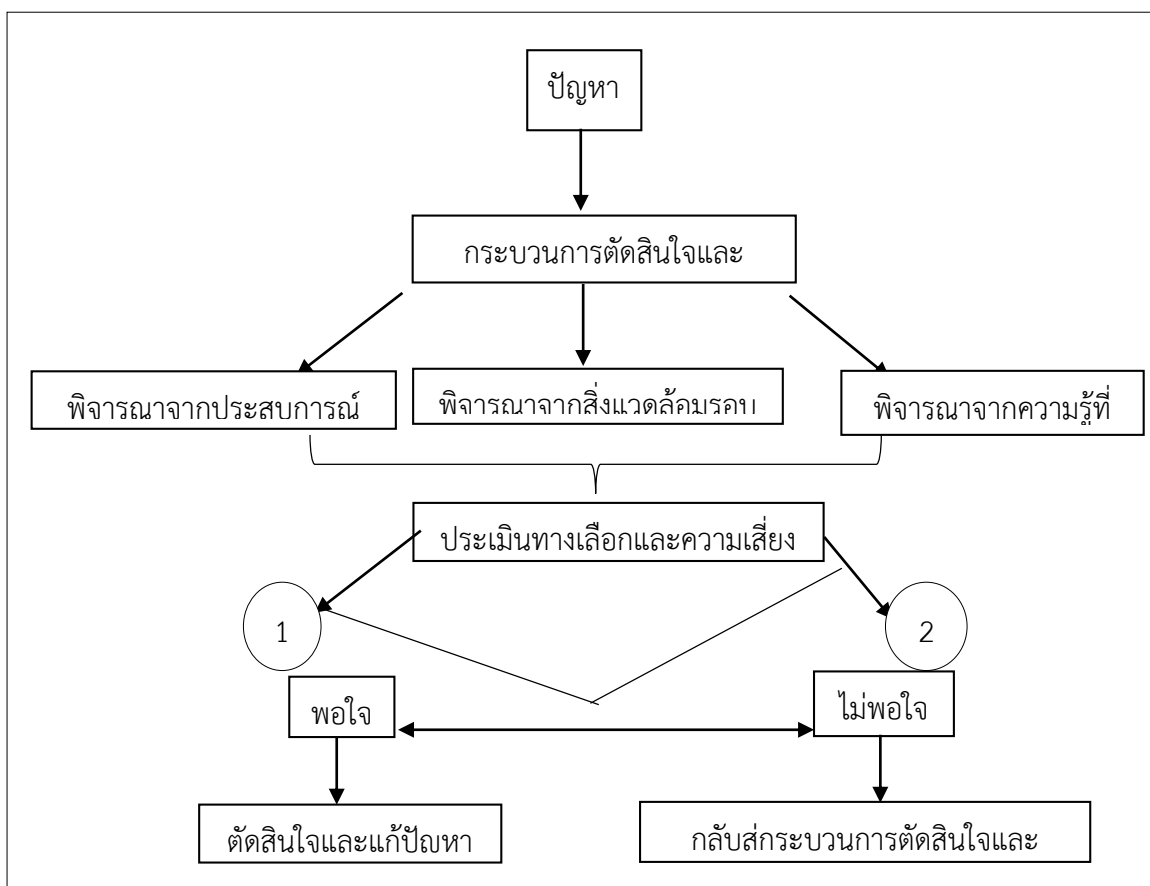 ปัญหา
กระบวนการตัดสินใจและ
พิจารณาจากประสบการณ์
พิจารณาจากสิ่งแวดล้อมรอบ
พิจารณาจากความรู้ที่
ประเมินทางเลือกและความเสี่ยง
1
2
พอใจ
ไม่พอใจ
ตัดสินใจและแก้ปัญหา
กลับสู่กระบวนการตัดสินใจและ